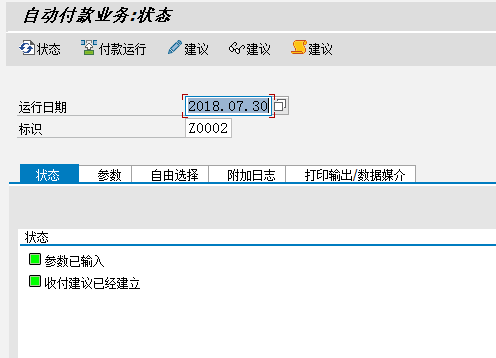 自动付款业务:状态
状态 付款运行 建议 建议 建议
运行日期 2018.07.30
标识 Z0002
状态 参数 自由选择 附加日志 打印输出/数据媒介
状态
参数已输入
收付建议已经建立